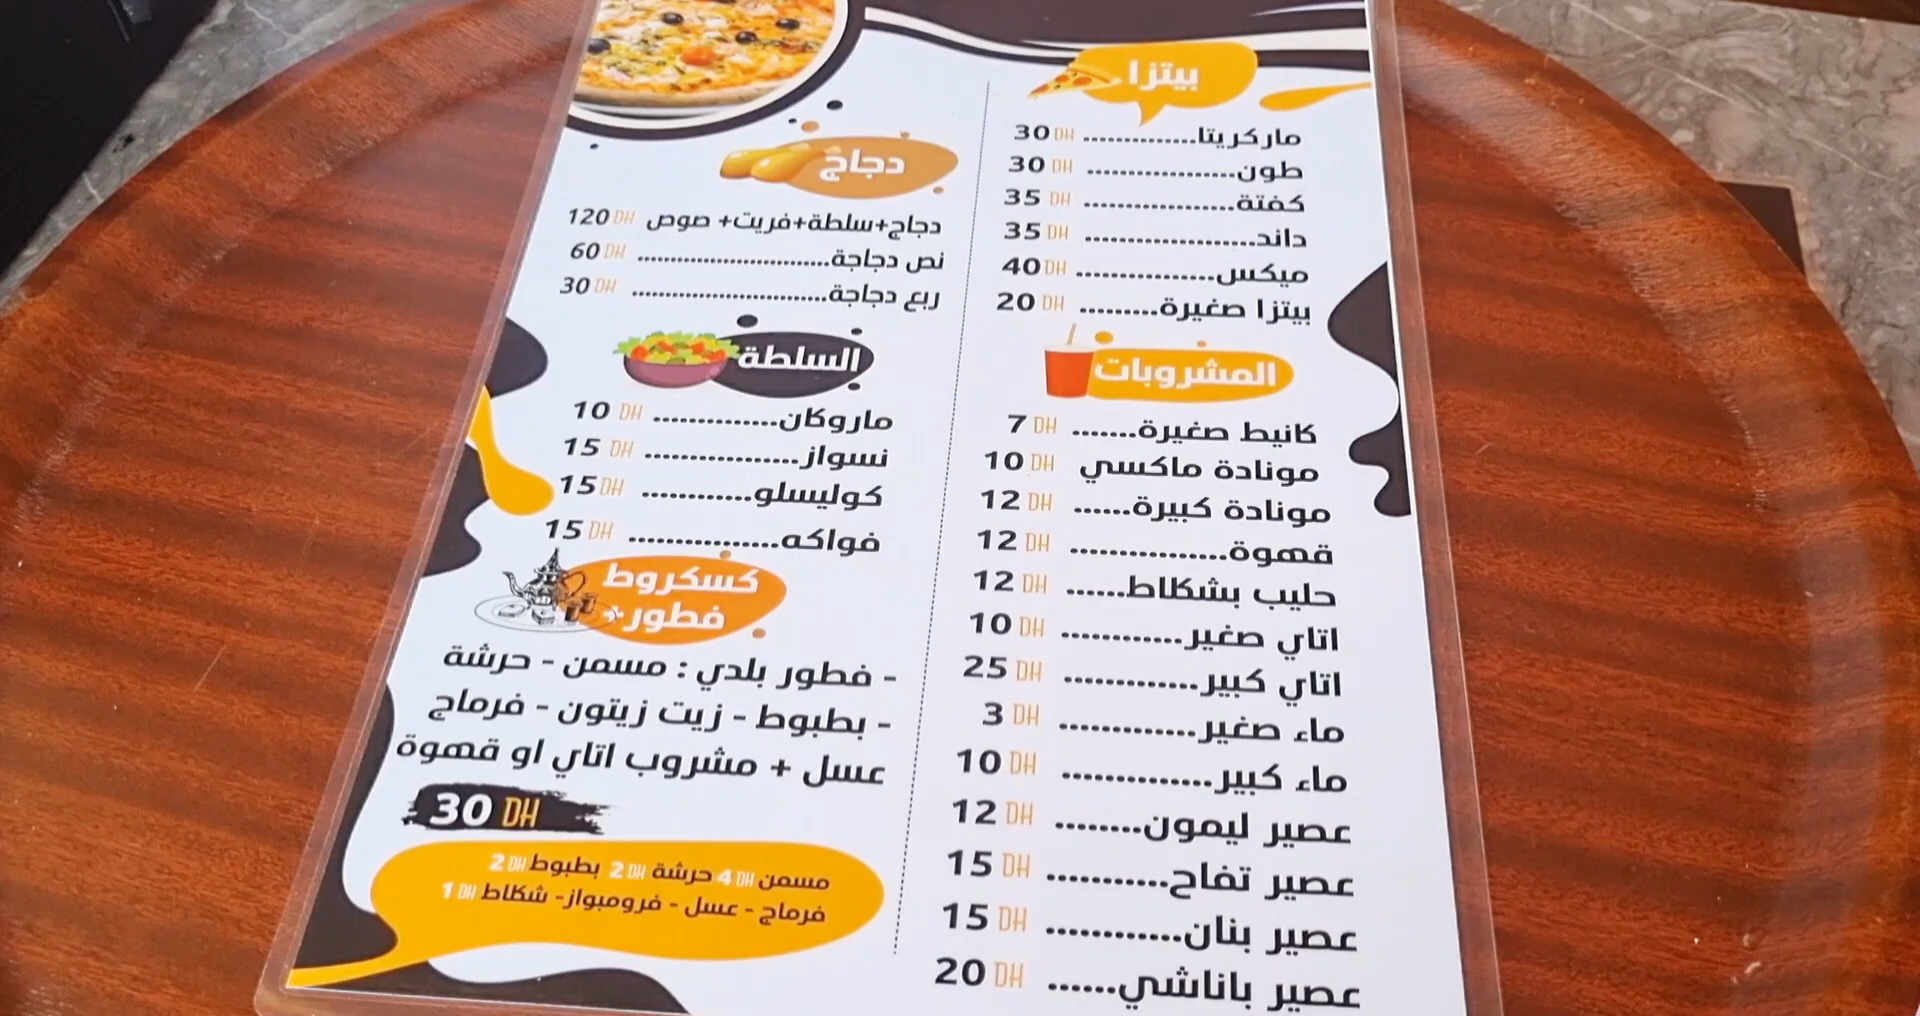 بيتزا
ماركريتا.............30 DH
طون.................30 DH
كفتة.................35 DH
داند....................35 DH
ميكس................40 DH
بيتزا صغيرة.........20 DH
المشروبات
كانيط صغيرة.......7 DH
مونادة ماكسي 10 DH
مونادة كبيرة......12 DH
قهوة................12 DH
حليب بشكلاط......12 DH
اتاي صغير............10 DH
اتاي كبير............25 DH
ماء صغير............3 DH
ماء كبير.............10 DH
عصير ليمون........12 DH
عصير تفاح...........15 DH
عصير بنان............15 DH
عصير باناشي......20 DH
دجاج
دجاج+سلطة+فريت+ صوص 120 DH
نص دجاجة...........................60 DH
ربع دجاجة...........................30 DH
السلطة
ماروكان.............10 DH
نسواز................15 DH
كوليسلو...........15 DH
فواكه...............15 DH
كسكروط
فطور+
- فطور بلدي : مسمن - حرشة
- بطبوط - زيت زيتون - فرماج
عسل + مشروب اتاي او قهوة
30 DH
مسمن 4 DH حرشة 2 DH بطبوط 2 DH
فرماج - عسل - فرومبواز- شكلاط 1 DH